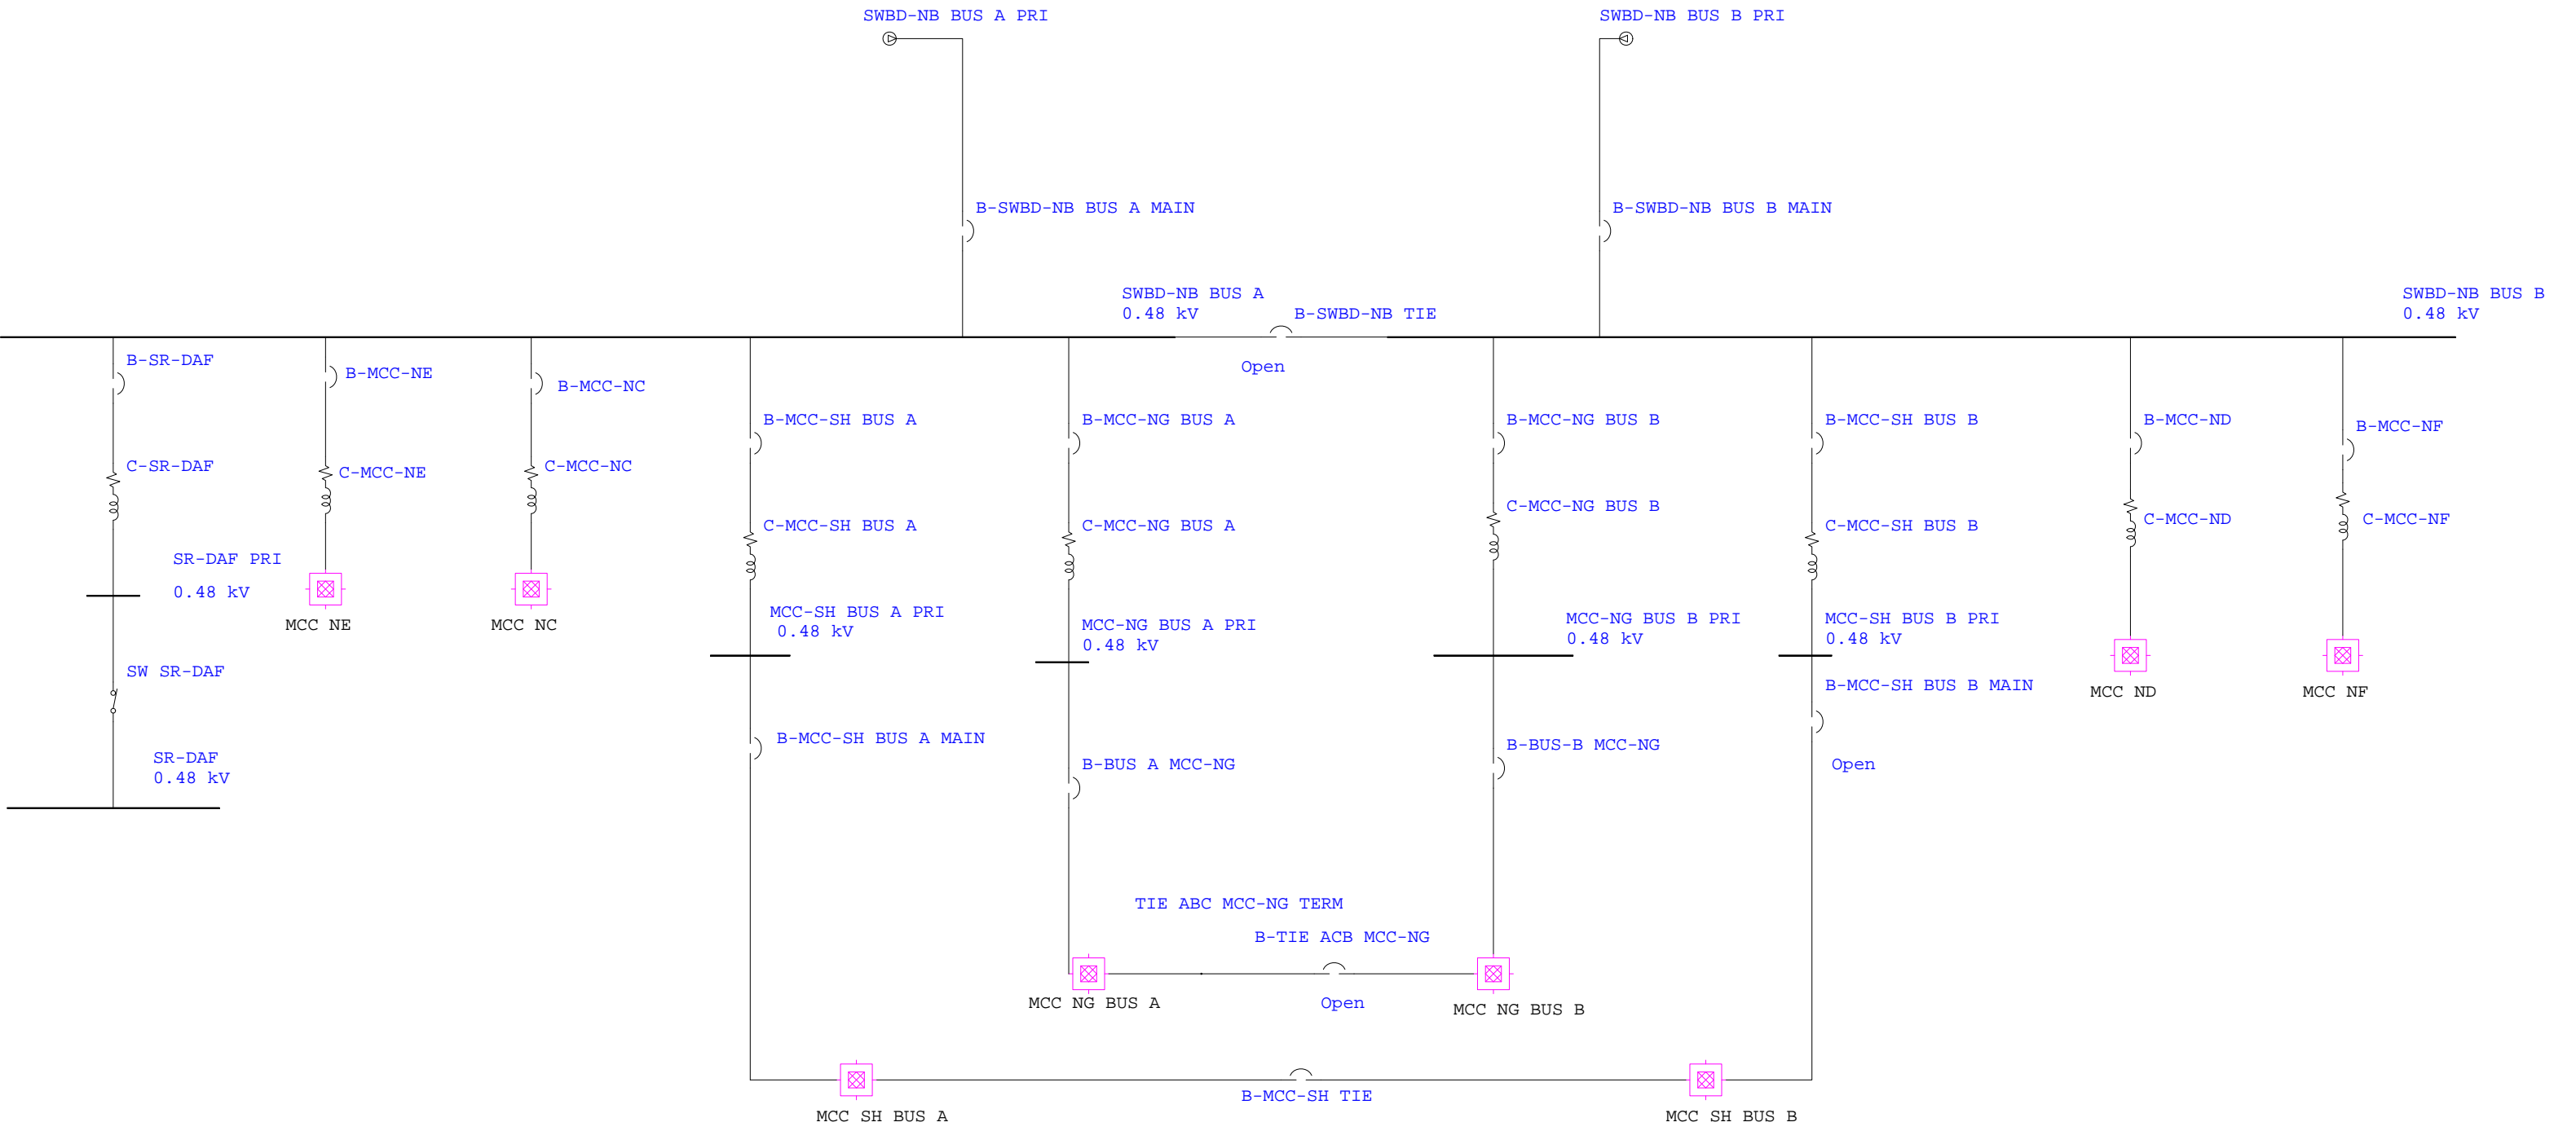 SWBD-NB BUS A PRI
SWBD-NB BUS B PRI
B-SWBD-NB BUS A MAIN
B-SWBD-NB BUS B MAIN
SWBD-NB BUS A
0.48 kV
B-SWBD-NB TIE
Open
SWBD-NB BUS B
0.48 kV
B-SR-DAF
B-MCC-NE
B-MCC-NC
B-MCC-SH BUS A
B-MCC-NG BUS A
B-MCC-NG BUS B
B-MCC-SH BUS B
B-MCC-ND
B-MCC-NF
C-SR-DAF
C-MCC-NE
C-MCC-NC
C-MCC-SH BUS A
C-MCC-NG BUS A
C-MCC-NG BUS B
C-MCC-SH BUS B
C-MCC-ND
C-MCC-NF
SR-DAF PRI
0.48 kV
MCC NE
MCC NC
MCC-SH BUS A PRI
0.48 kV
MCC-NG BUS A PRI
0.48 kV
MCC-NG BUS B PRI
0.48 kV
MCC-SH BUS B PRI
0.48 kV
MCC ND
MCC NF
SW SR-DAF
B-MCC-SH BUS B MAIN
Open
B-MCC-SH BUS A MAIN
B-BUS A MCC-NG
B-BUS-B MCC-NG
SR-DAF
0.48 kV
TIE ABC MCC-NG TERM
B-TIE ACB MCC-NG
Open
MCC NG BUS A
MCC NG BUS B
B-MCC-SH TIE
MCC SH BUS A
MCC SH BUS B